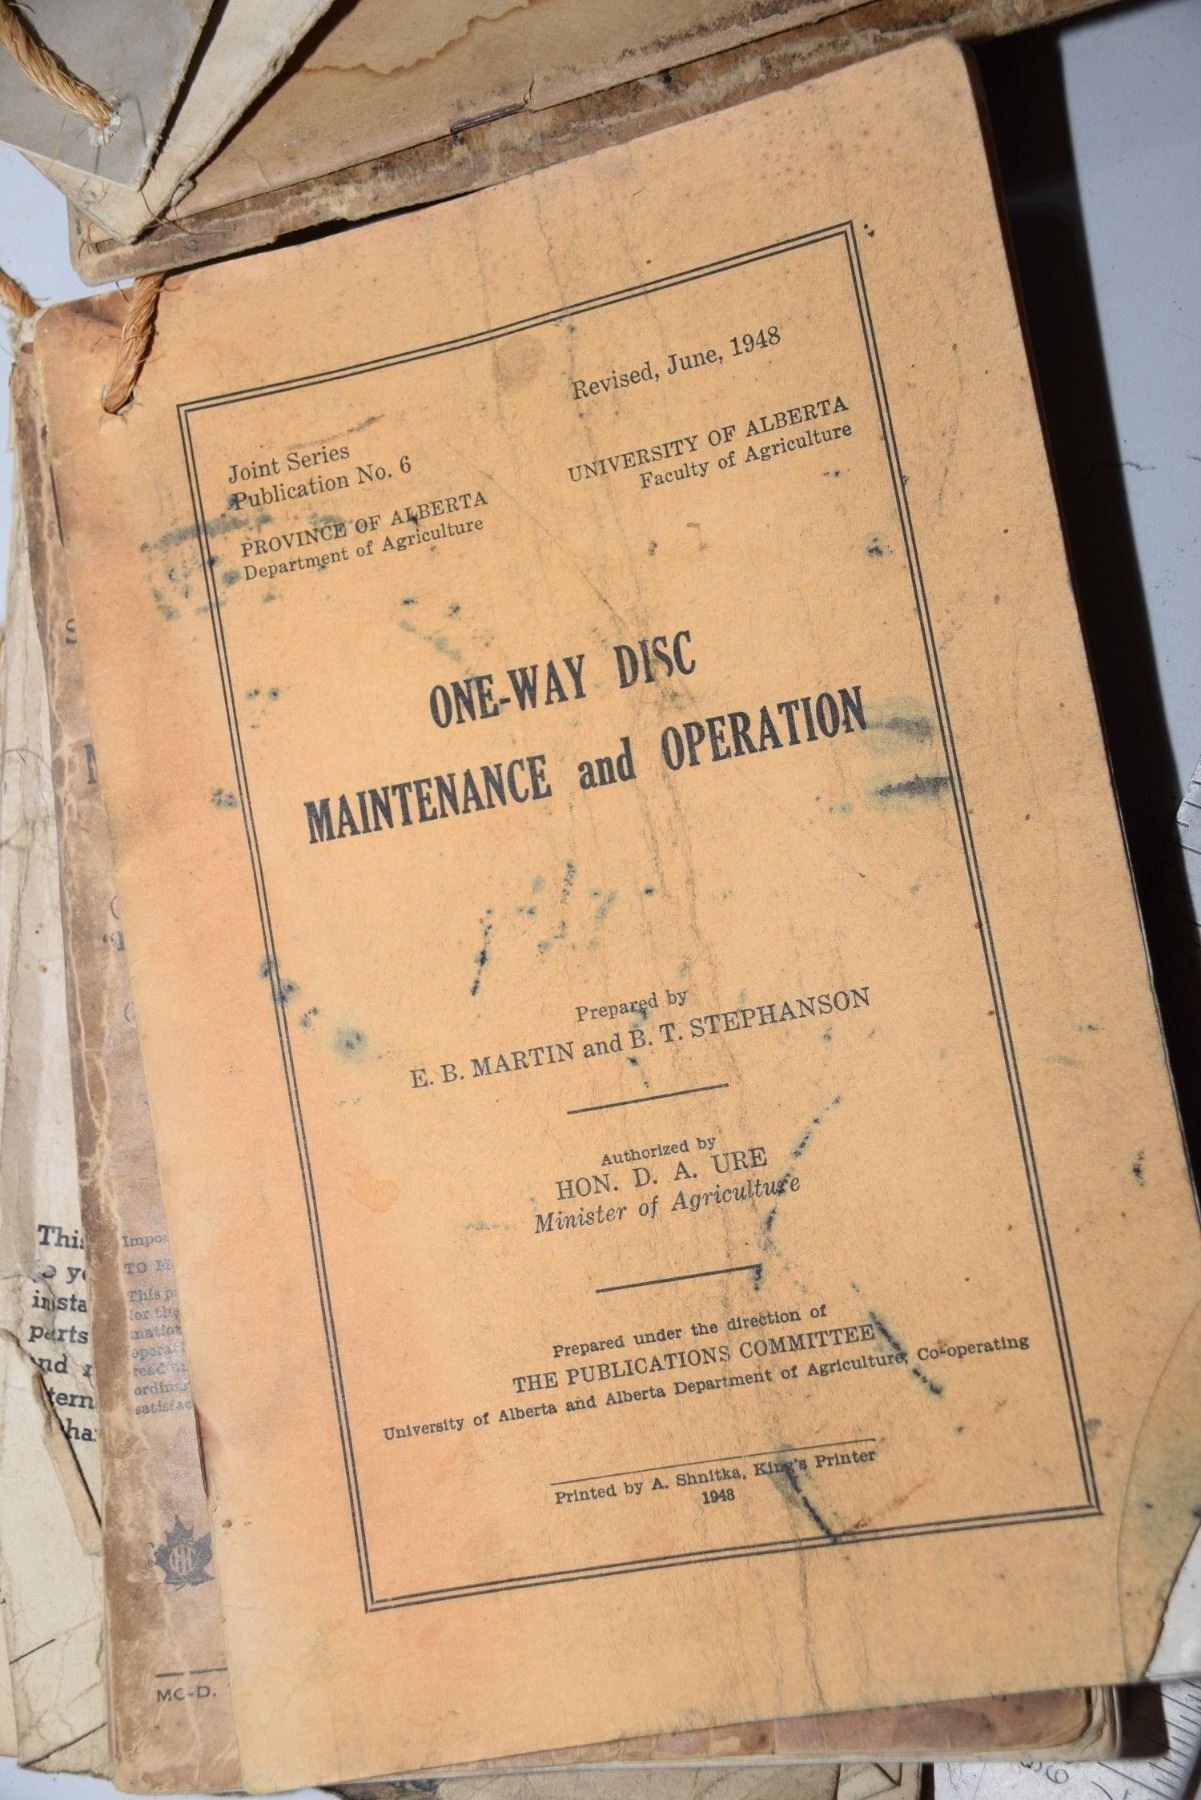 Revised, June, 1948
Joint Series
Publication No. 6
PROVINCE OF ALBERTA
Department of Agriculture
UNIVERSITY OF ALBERTA
Faculty of Agriculture
ONE-WAY DISC
MAINTENANCE and OPERATION
Prepared by
E. B. MARTIN and B. T. STEPHANSON
Authorized by
HON. D. A. URE
Minister of Agriculture
Prepared under the direction of
THE PUBLICATIONS COMMITTEE
University of Alberta and Alberta Department of Agriculture, Co-operating
Printed by A. Shnitka, King's Printer
1948
TO
for the
MC-D.